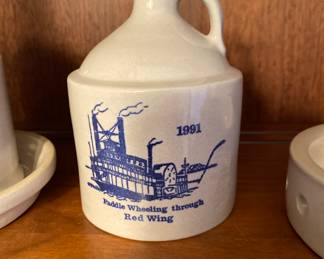 1991
Paddle Wheeling through
Red Wing